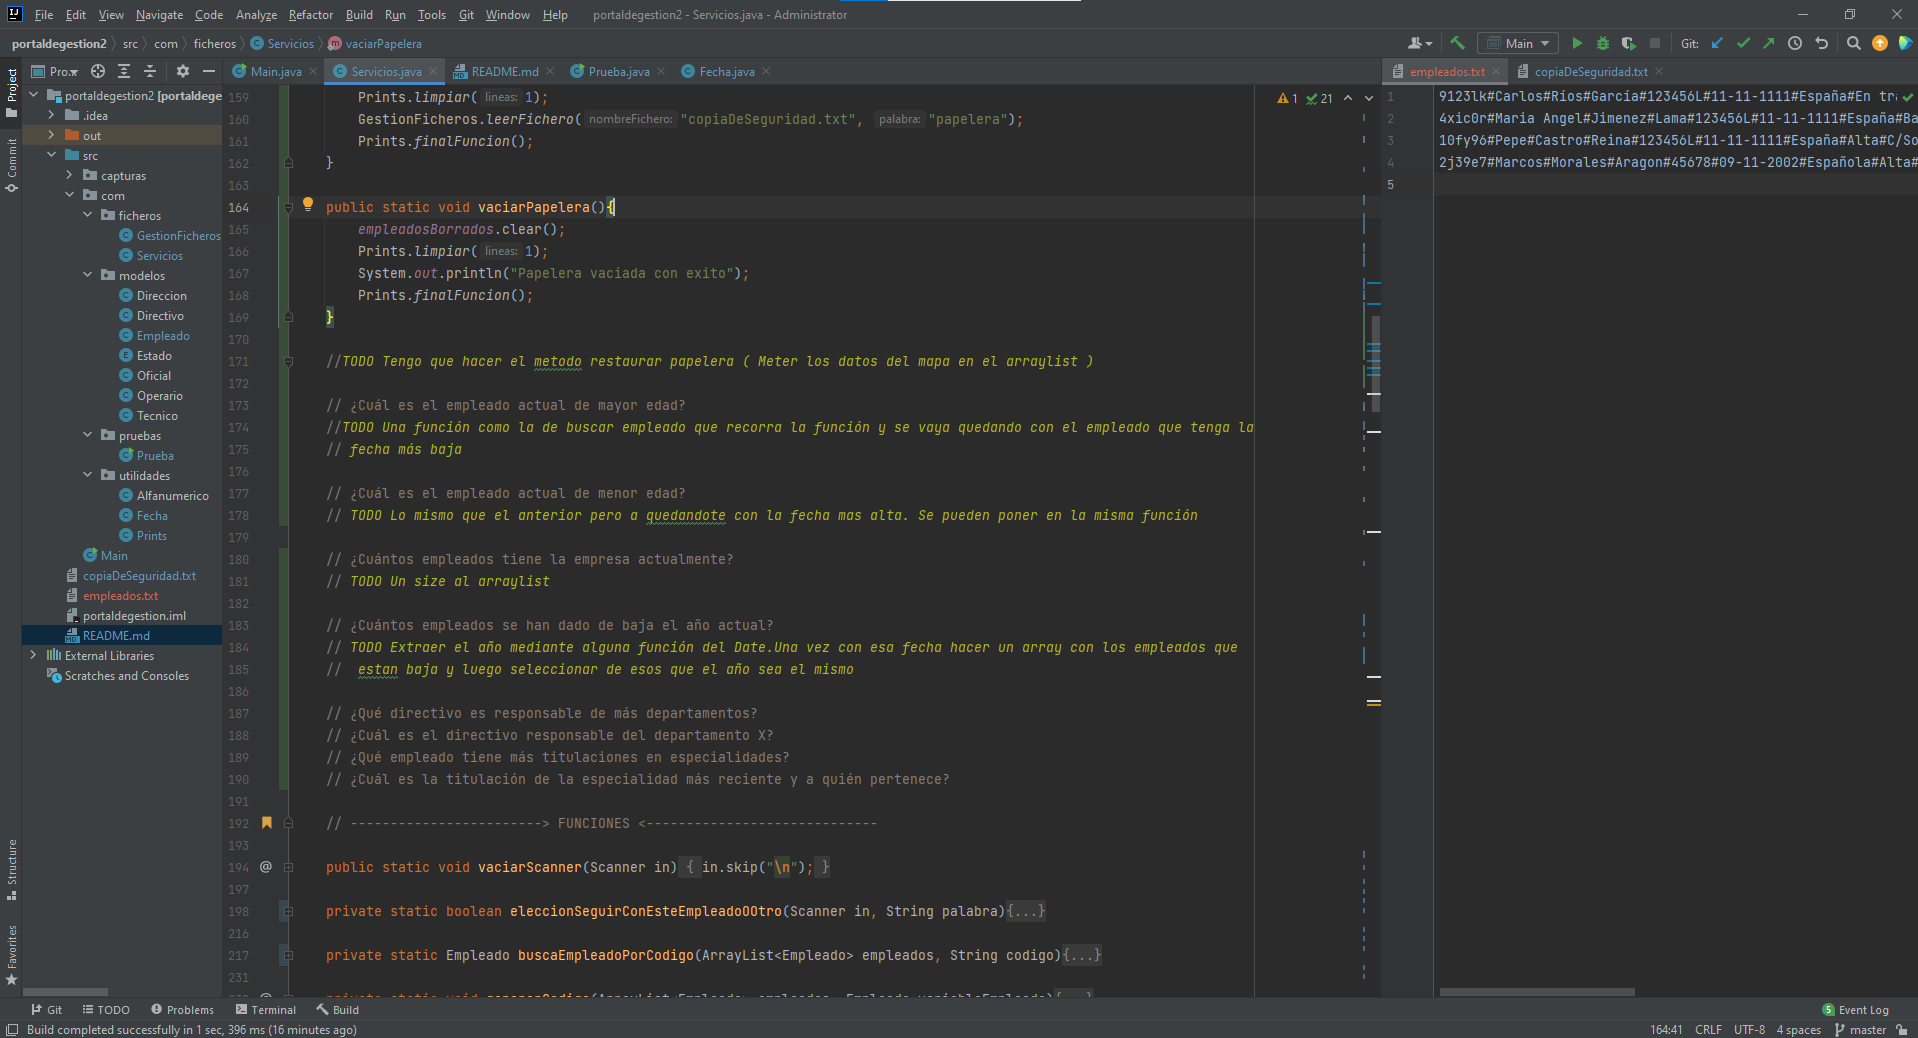 File Edit View Navigate Code Analyze Refactor Build Run Tools Git Window Help portaldegestion2 - Servicios.java - Administrator
portaldegestion2 src com ficheros Servicios vaciarPapelera
Main Git:
Project
Commit
Structure
Favorites
Pro...
portaldegestion2 [portaldege
.idea
out
src
capturas
com
ficheros
GestionFicheros
Servicios
modelos
Direccion
Directivo
Empleado
Estado
Oficial
Operario
Tecnico
pruebas
Prueba
utilidades
Alfanumerico
Fecha
Prints
Main
copiaDeSeguridad.txt
empleados.txt
portaldegestion.iml
README.md
External Libraries
Scratches and Consoles
Main.java Servicios.java README.md Prueba.java Fecha.java
1 21
159 Prints.limpiar( lineas: 1);
160 GestionFicheros.leerFichero( nombreFichero: "copiaDeSeguridad.txt", palabra: "papelera");
161 Prints.finalFuncion();
162 }
163
164 public static void vaciarPapelera(){
165 empleadosBorrados.clear();
166 Prints.limpiar( lineas: 1);
167 System.out.println("Papelera vaciada con exito");
168 Prints.finalFuncion();
169 }
170
171 //TODO Tengo que hacer el metodo restaurar papelera ( Meter los datos del mapa en el arraylist )
172
173 // ¿Cuál es el empleado actual de mayor edad?
174 //TODO Una función como la de buscar empleado que recorra la función y se vaya quedando con el empleado que tenga la
175 // fecha más baja
176
177 // ¿Cuál es el empleado actual de menor edad?
178 // TODO Lo mismo que el anterior pero a quedandote con la fecha mas alta. Se pueden poner en la misma función
179
180 // ¿Cuántos empleados tiene la empresa actualmente?
181 // TODO Un size al arraylist
182
183 // ¿Cuántos empleados se han dado de baja el año actual?
184 // TODO Extraer el año mediante alguna función del Date.Una vez con esa fecha hacer un array con los empleados que
185 // estan baja y luego seleccionar de esos que el año sea el mismo
186
187 // ¿Qué directivo es responsable de más departamentos?
188 // ¿Cuál es el directivo responsable del departamento X?
189 // ¿Qué empleado tiene más titulaciones en especialidades?
190 // ¿Cuál es la titulación de la especialidad más reciente y a quién pertenece?
191
192 // ------------------------> FUNCIONES <-----------------------------
193
194 public static void vaciarScanner(Scanner in) { in.skip("\n"); }
197
198 private static boolean eleccionSeguirConEsteEmpleadoOOtro(Scanner in, String palabra){...}
216
217 private static Empleado buscaEmpleadoPorCodigo(ArrayList<Empleado> empleados, String codigo){...}
231
empleados.txt copiaDeSeguridad.txt
1 9123lk#Carlos#Ríos#García#123456L#11-11-1111#España#En tra
2 4xic0r#Maria Angel#Jimenez#Lama#123456L#11-11-1111#España#Ba
3 10fy96#Pepe#Castro#Reina#123456L#11-11-1111#España#Alta#C/So
4 2j39e7#Marcos#Morales#Aragon#45678#09-11-2002#Española#Alta#
5
Git TODO Problems Terminal Build 5 Event Log
Build completed successfully in 1 sec, 396 ms (16 minutes ago) 164:41 CRLF UTF-8 4 spaces master